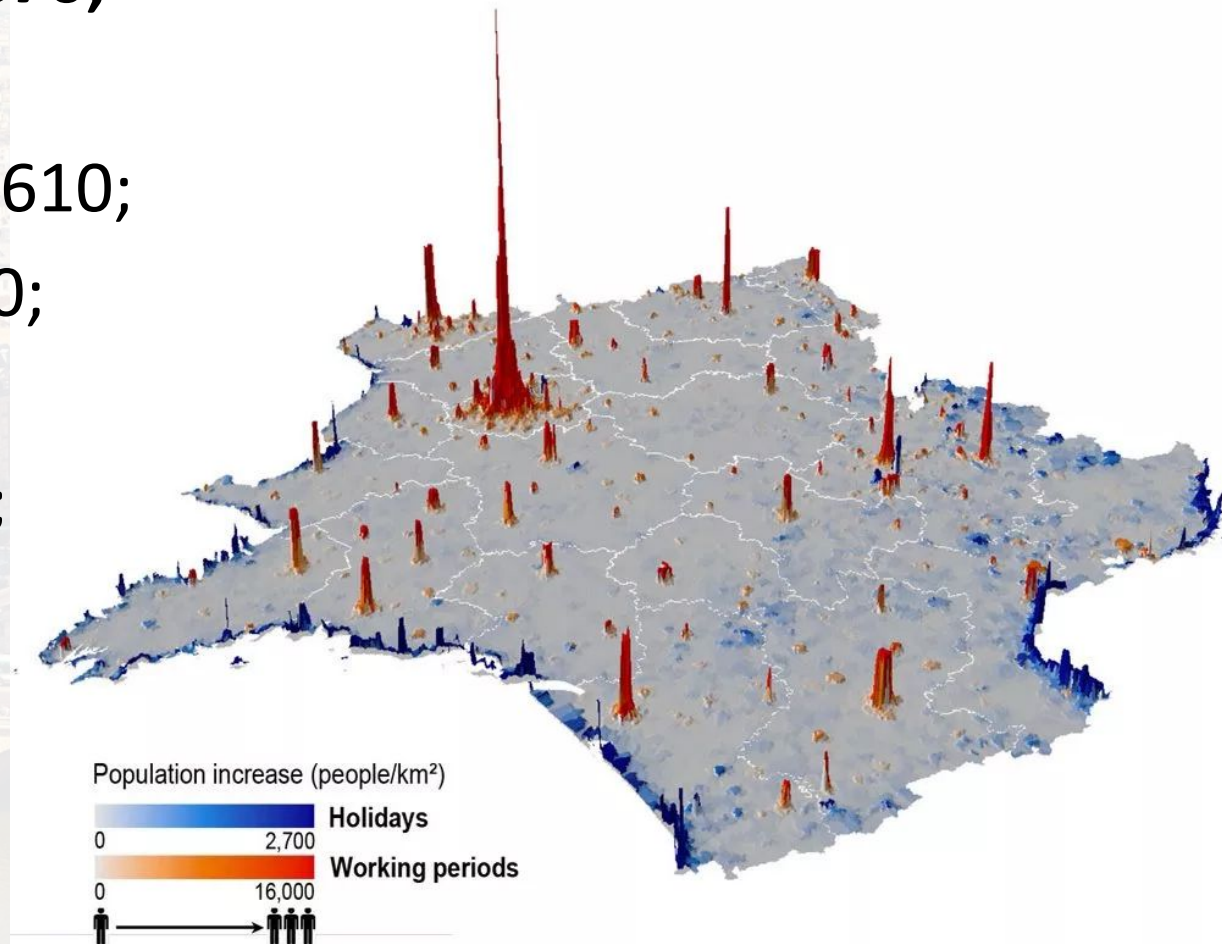 610;
0;
;
Population increase (people/km²)
Holidays
0 2,700
Working periods
0 16,000